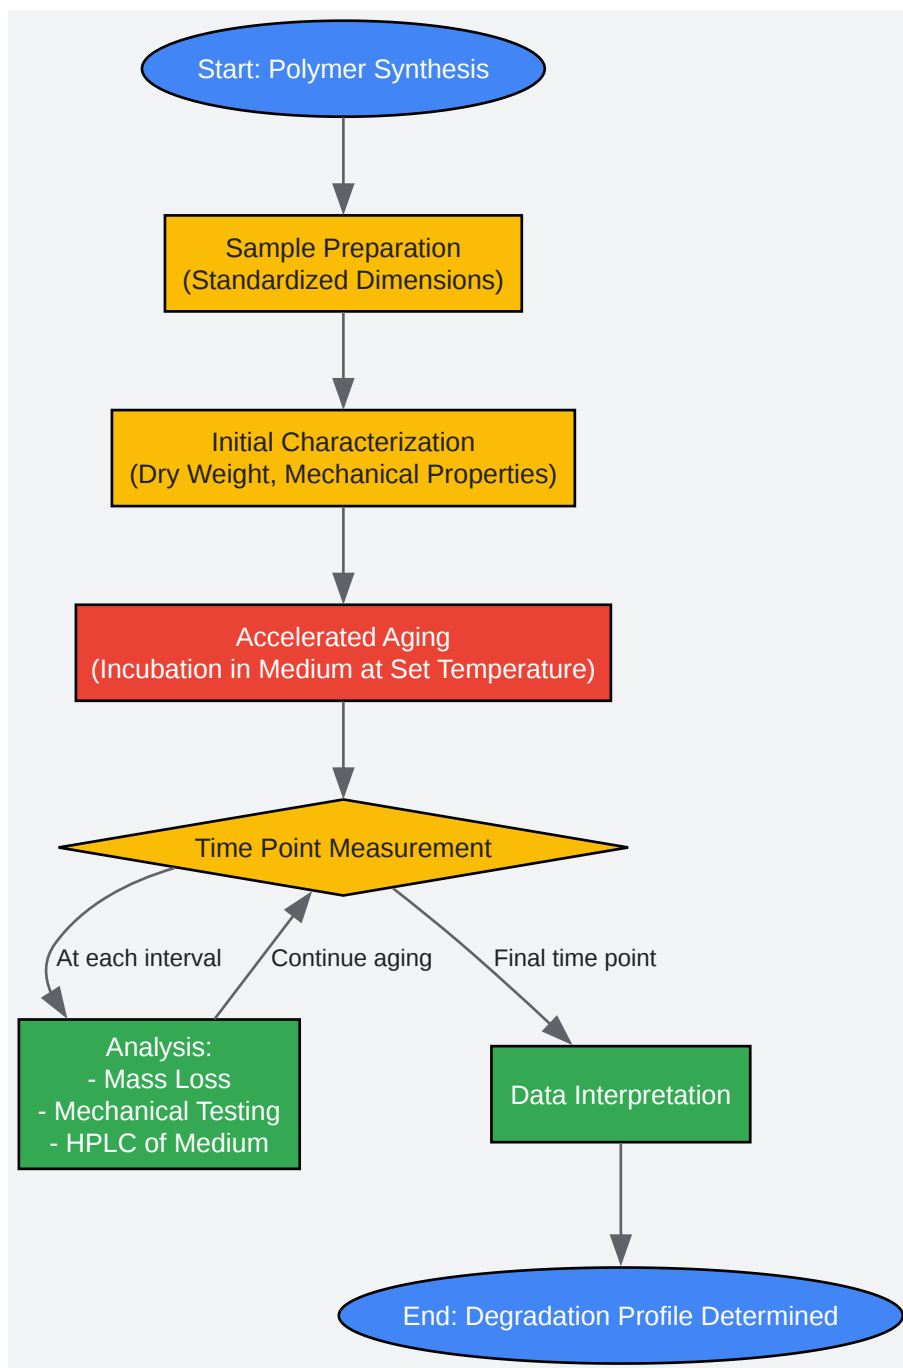 Start: Polymer Synthesis
Sample Preparation
(Standardized Dimensions)
Initial Characterization
(Dry Weight, Mechanical Properties)
Accelerated Aging
(Incubation in Medium at Set Temperature)
Time Point Measurement
At each interval
Continue aging
Final time point
Analysis:
- Mass Loss
- Mechanical Testing
- HPLC of Medium
Data Interpretation
End: Degradation Profile Determined